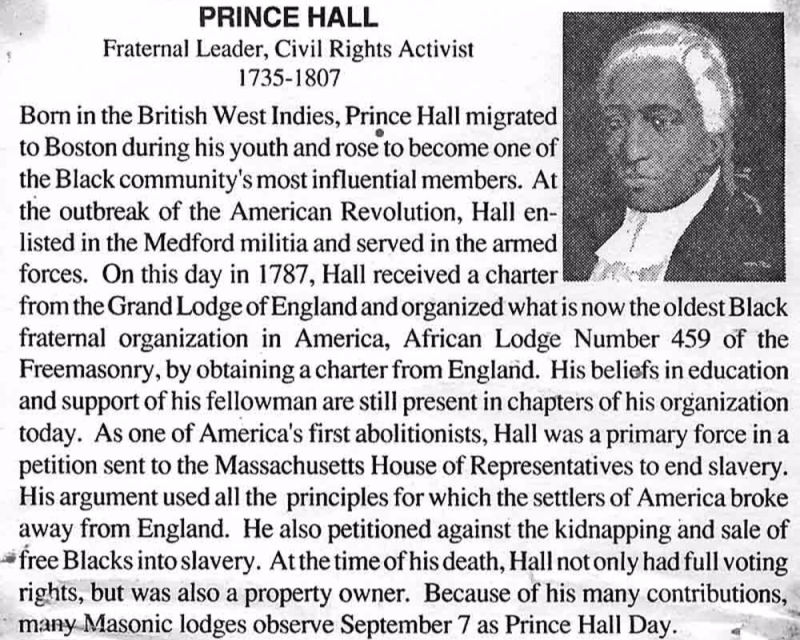 PRINCE HALL
Fraternal Leader, Civil Rights Activist
1735-1807
Born in the British West Indies, Prince Hall migrated
to Boston during his youth and rose to become one of
the Black community's most influential members. At
the outbreak of the American Revolution, Hall en-
listed in the Medford militia and served in the armed
forces. On this day in 1787, Hall received a charter
from the Grand Lodge of England and organized what is now the oldest Black
fraternal organization in America, African Lodge Number 459 of the
Freemasonry, by obtaining a charter from England. His beliefs in education
and support of his fellowman are still present in chapters of his organization
today. As one of America's first abolitionists, Hall was a primary force in a
petition sent to the Massachusetts House of Representatives to end slavery.
His argument used all the principles for which the settlers of America broke
away from England. He also petitioned against the kidnapping and sale of
free Blacks into slavery. At the time of his death, Hall not only had full voting
rights, but was also a property owner. Because of his many contributions,
many Masonic lodges observe September 7 as Prince Hall Day.